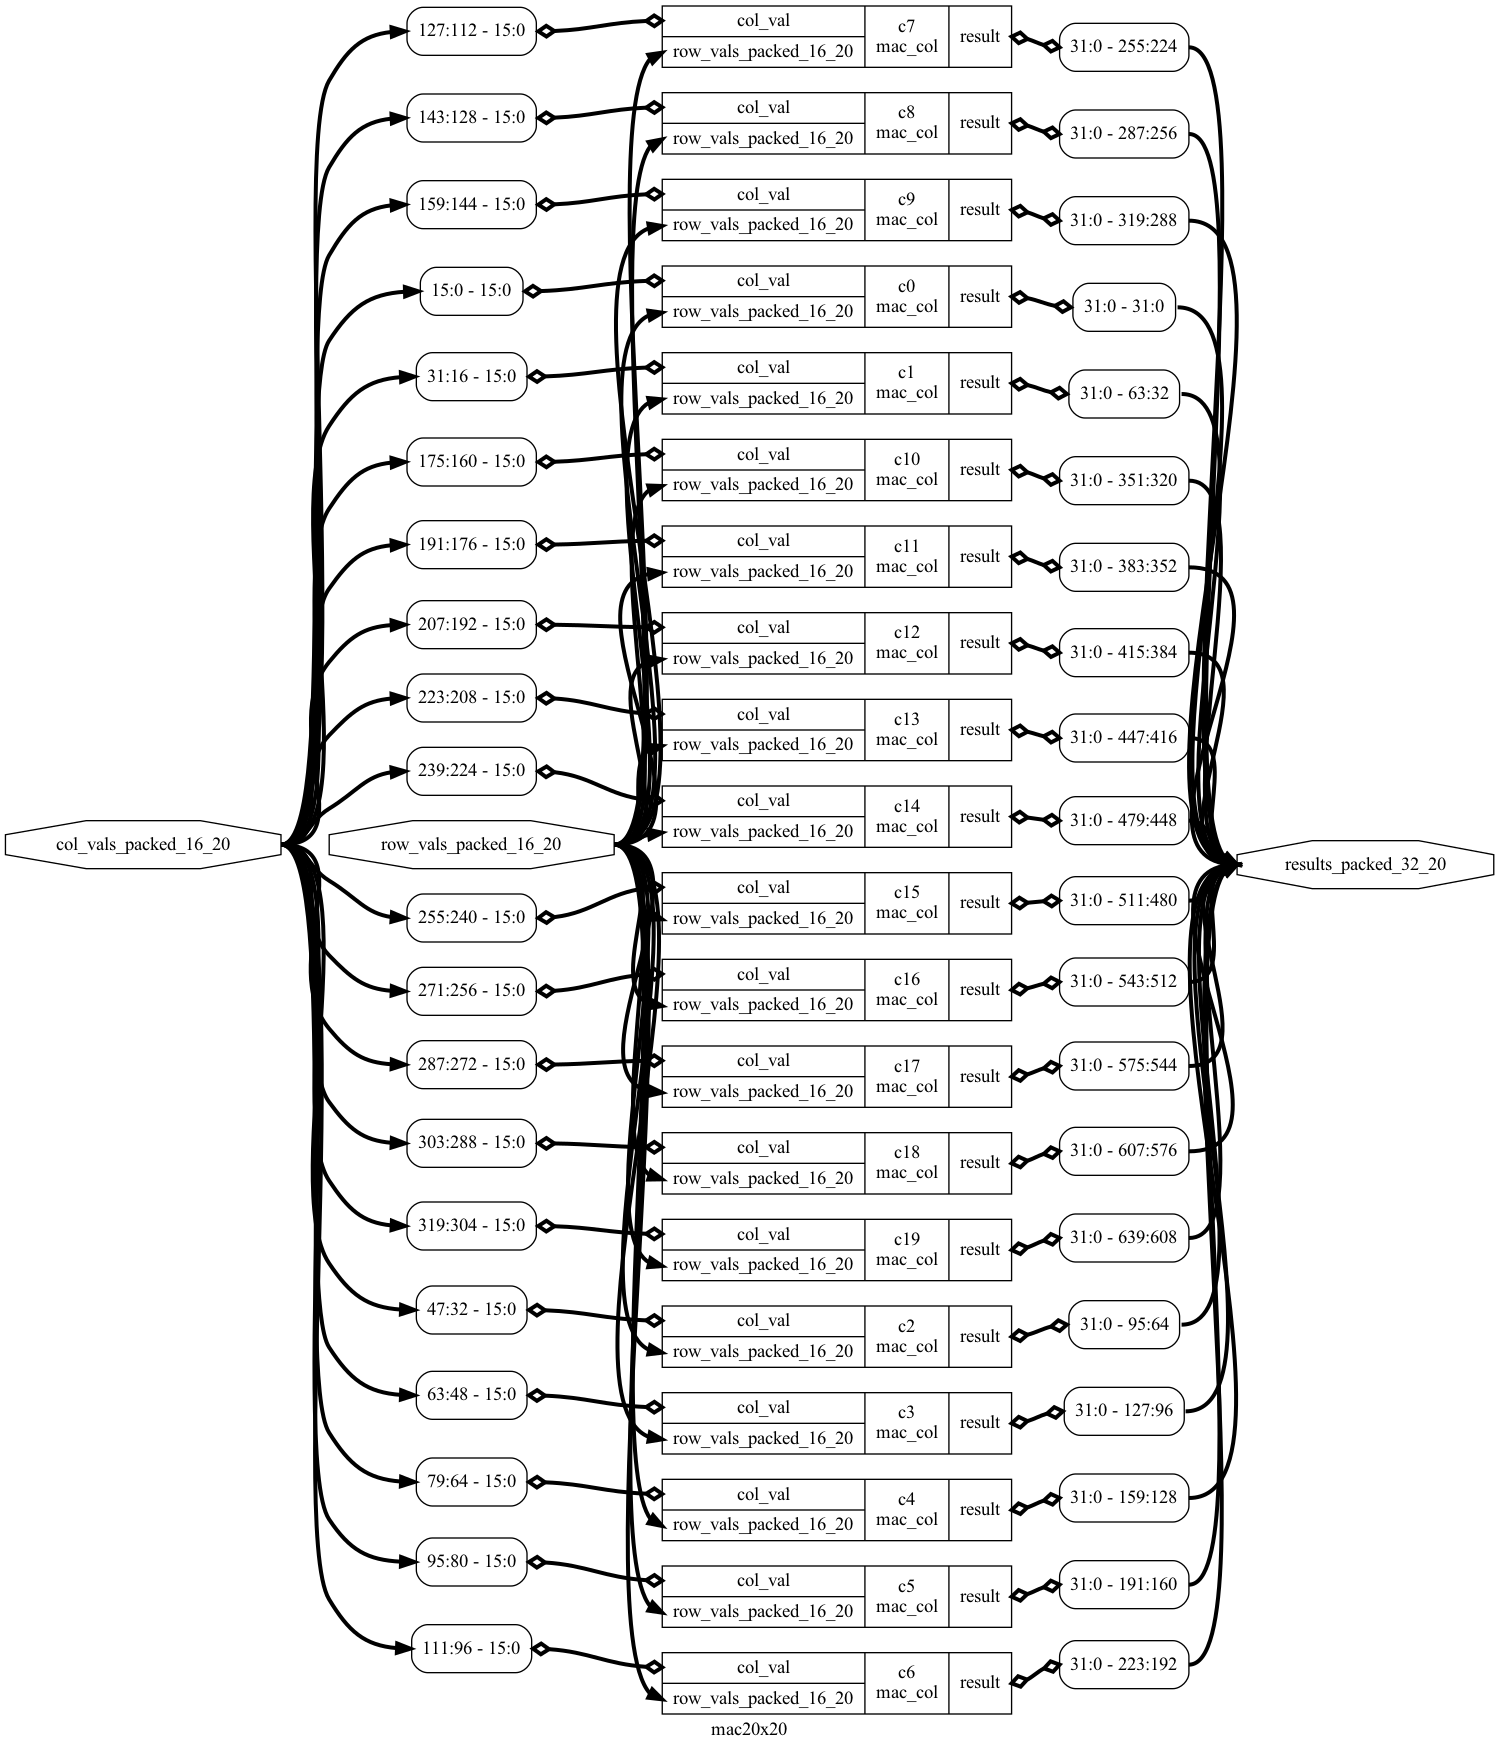 127:112 - 15:0
col_val
row_vals_packed_16_20
c7
mac_col
result
31:0 - 255:224
143:128 - 15:0
col_val
row_vals_packed_16_20
c8
mac_col
result
31:0 - 287:256
159:144 - 15:0
col_val
row_vals_packed_16_20
c9
mac_col
result
31:0 - 319:288
15:0 - 15:0
col_val
row_vals_packed_16_20
c0
mac_col
result
31:0 - 31:0
31:16 - 15:0
col_val
row_vals_packed_16_20
c1
mac_col
result
31:0 - 63:32
175:160 - 15:0
col_val
row_vals_packed_16_20
c10
mac_col
result
31:0 - 351:320
191:176 - 15:0
col_val
row_vals_packed_16_20
c11
mac_col
result
31:0 - 383:352
207:192 - 15:0
col_val
row_vals_packed_16_20
c12
mac_col
result
31:0 - 415:384
223:208 - 15:0
col_val
row_vals_packed_16_20
c13
mac_col
result
31:0 - 447:416
239:224 - 15:0
col_val
row_vals_packed_16_20
c14
mac_col
result
31:0 - 479:448
col_vals_packed_16_20
row_vals_packed_16_20
results_packed_32_20
255:240 - 15:0
col_val
row_vals_packed_16_20
c15
mac_col
result
31:0 - 511:480
271:256 - 15:0
col_val
row_vals_packed_16_20
c16
mac_col
result
31:0 - 543:512
287:272 - 15:0
col_val
row_vals_packed_16_20
c17
mac_col
result
31:0 - 575:544
303:288 - 15:0
col_val
row_vals_packed_16_20
c18
mac_col
result
31:0 - 607:576
319:304 - 15:0
col_val
row_vals_packed_16_20
c19
mac_col
result
31:0 - 639:608
47:32 - 15:0
col_val
row_vals_packed_16_20
c2
mac_col
result
31:0 - 95:64
63:48 - 15:0
col_val
row_vals_packed_16_20
c3
mac_col
result
31:0 - 127:96
79:64 - 15:0
col_val
row_vals_packed_16_20
c4
mac_col
result
31:0 - 159:128
95:80 - 15:0
col_val
row_vals_packed_16_20
c5
mac_col
result
31:0 - 191:160
111:96 - 15:0
col_val
row_vals_packed_16_20
c6
mac_col
result
31:0 - 223:192
mac20x20